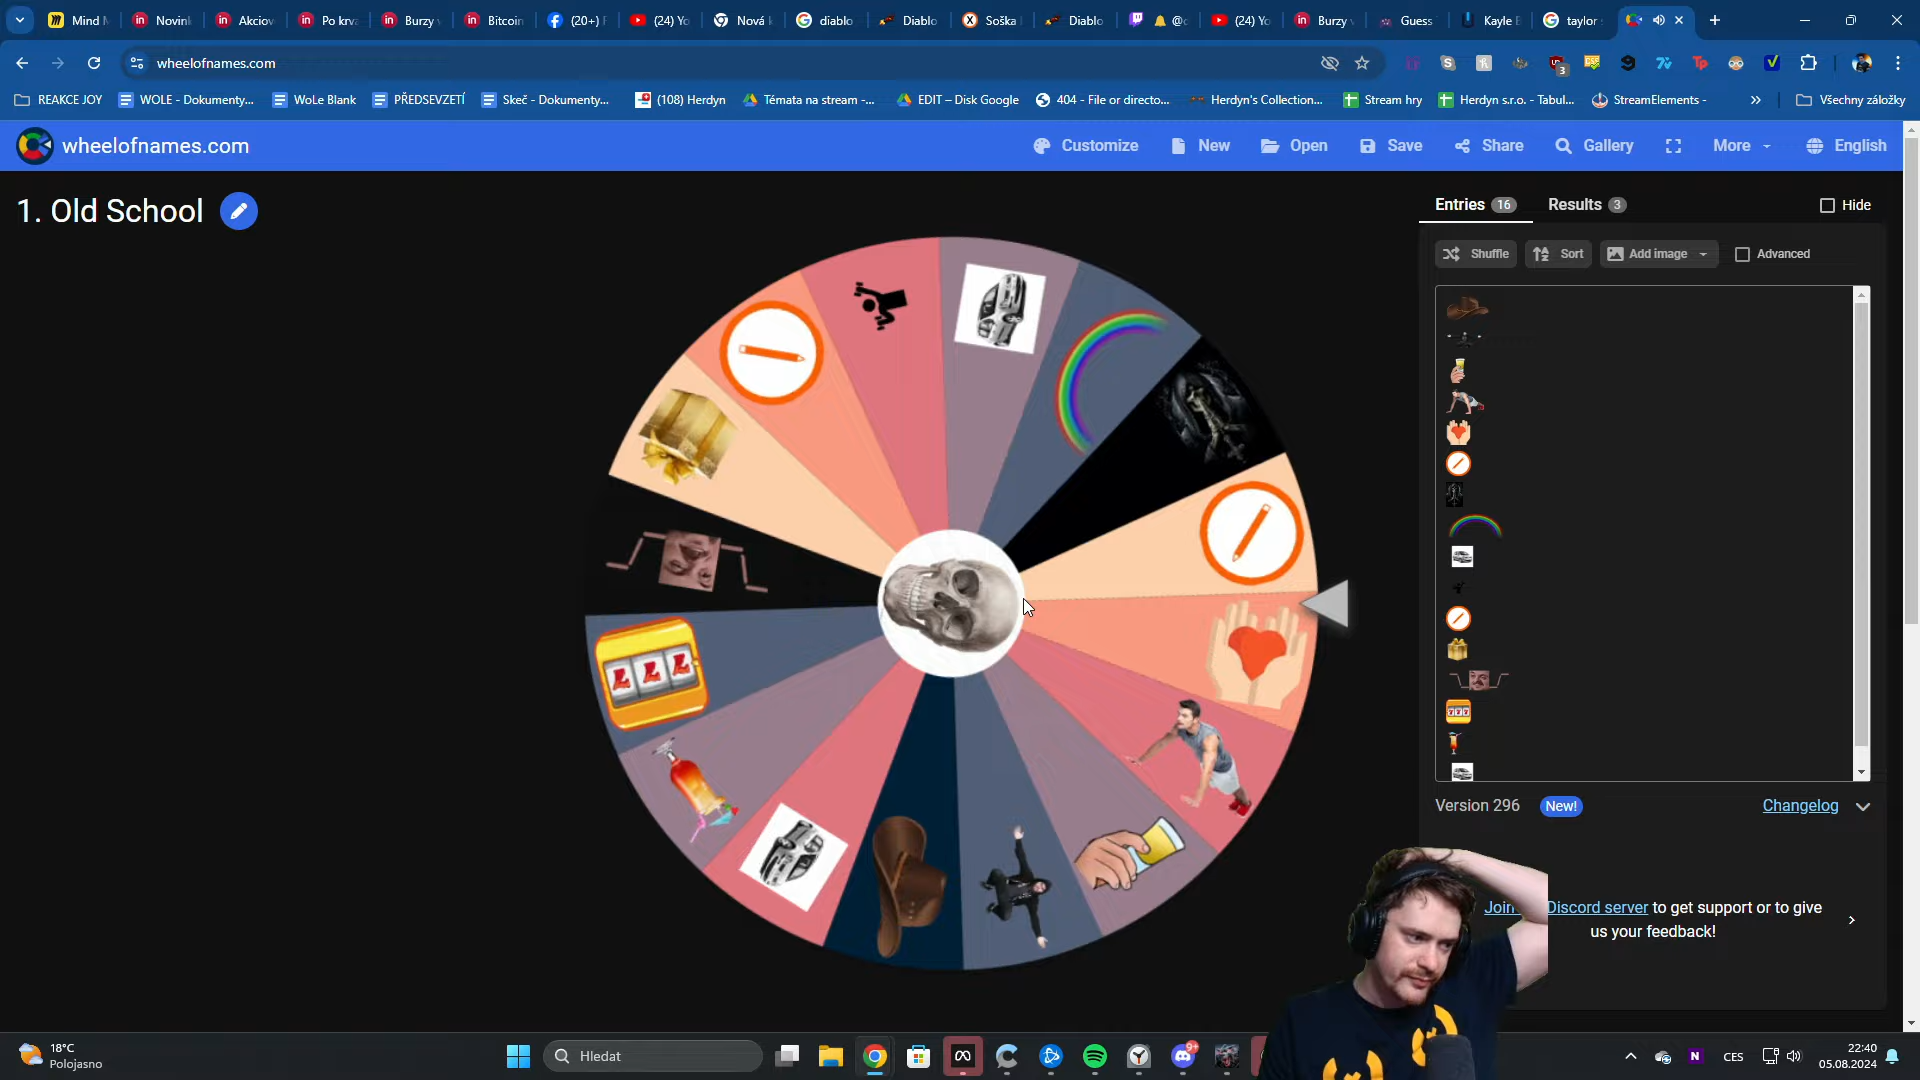 Mind M
Novink
Akciov
Po krva
Burzy v
Bitcoin
(20+) F
(24) Yo
Nová k
diablo
Diablo
Soška
Diablo
@c
(24) Yo
Burzy v
Guess
Kayle B
taylor s
wheelofnames.com
3
REAKCE JOY
WOLE - Dokumenty...
WoLe Blank
PŘEDSEVZETÍ
Skeč - Dokumenty...
(108) Herdyn
Témata na stream -...
EDIT – Disk Google
404 - File or directo...
Herdyn's Collection...
Stream hry
Herdyn s.r.o. - Tabul...
StreamElements -
Všechny záložky
wheelofnames.com
Customize
New
Open
Save
Share
Gallery
More
English
1. Old School
Entries 16
Results 3
Hide
Shuffle
Sort
Add image
Advanced
Version 296
New!
Changelog
Join
Discord server to get support or to give
us your feedback!
18°C
Polojasno
Hledat
9+
CES
22:40
05.08.2024